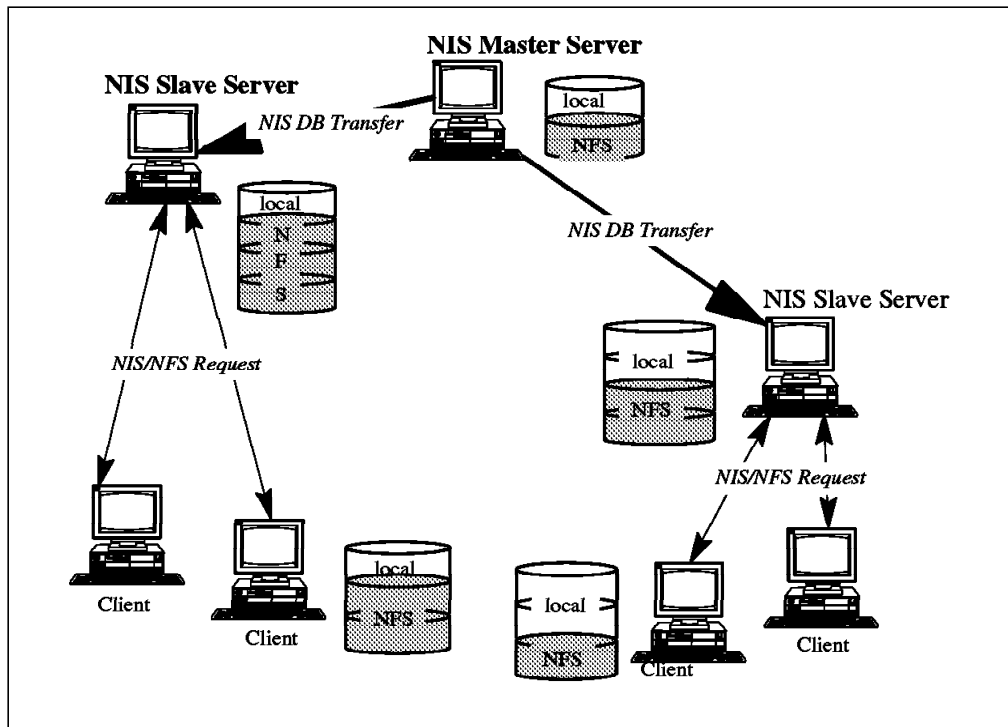 NIS Master Server
NIS Slave Server
local
NFS
NIS DB Transfer
local
N
F
S
NIS DB Transfer
NIS Slave Server
local
NFS
NIS/NFS Request
NIS/NFS Request
Client
Client
local
NFS
local
NFS
Client
Client